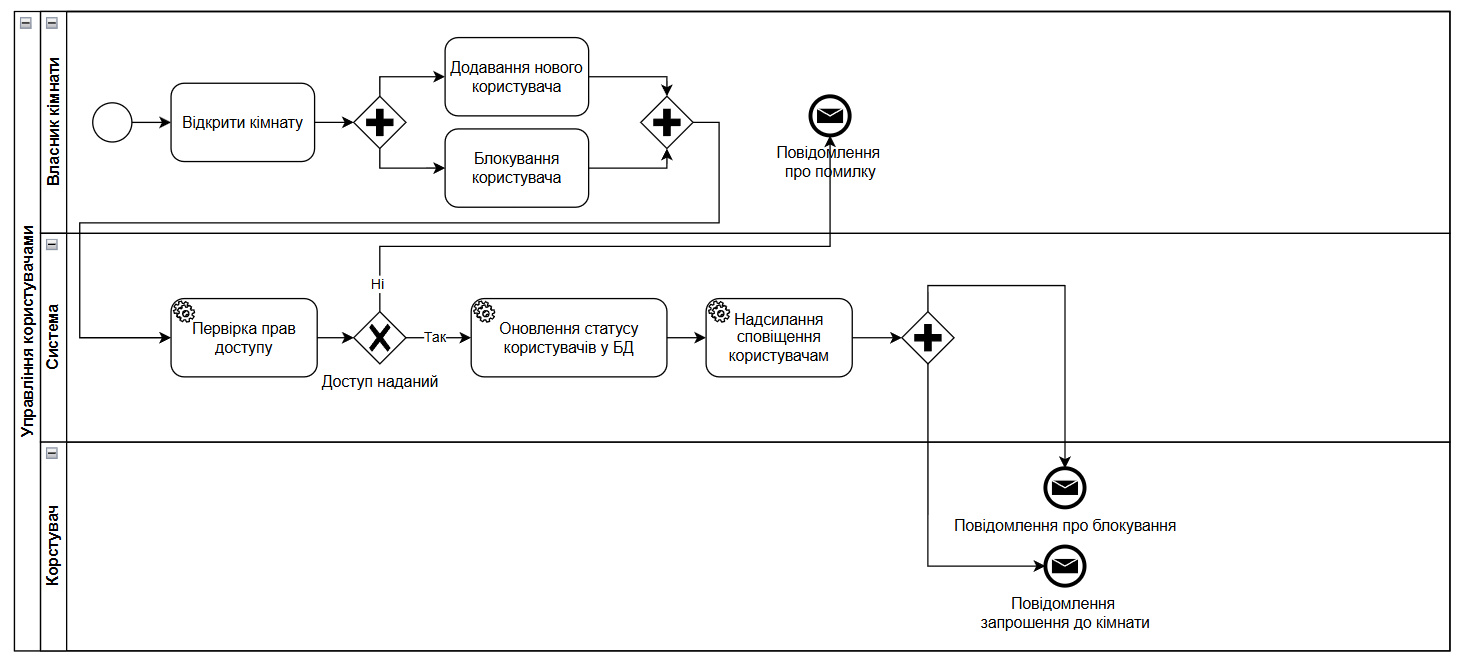 Управління користувачами
Власник кімнати
Відкрити кімнату
Додавання нового
користувача
Блокування
користувача
Повідомлення
про помилку
Система
Первірка прав
доступу
Ні
Доступ наданий
Так
Оновлення статусу
користувачів у БД
Надсилання
сповіщення
користувачам
Корстувач
Повідомлення про блокування
Повідомлення
запрошення до кімнати